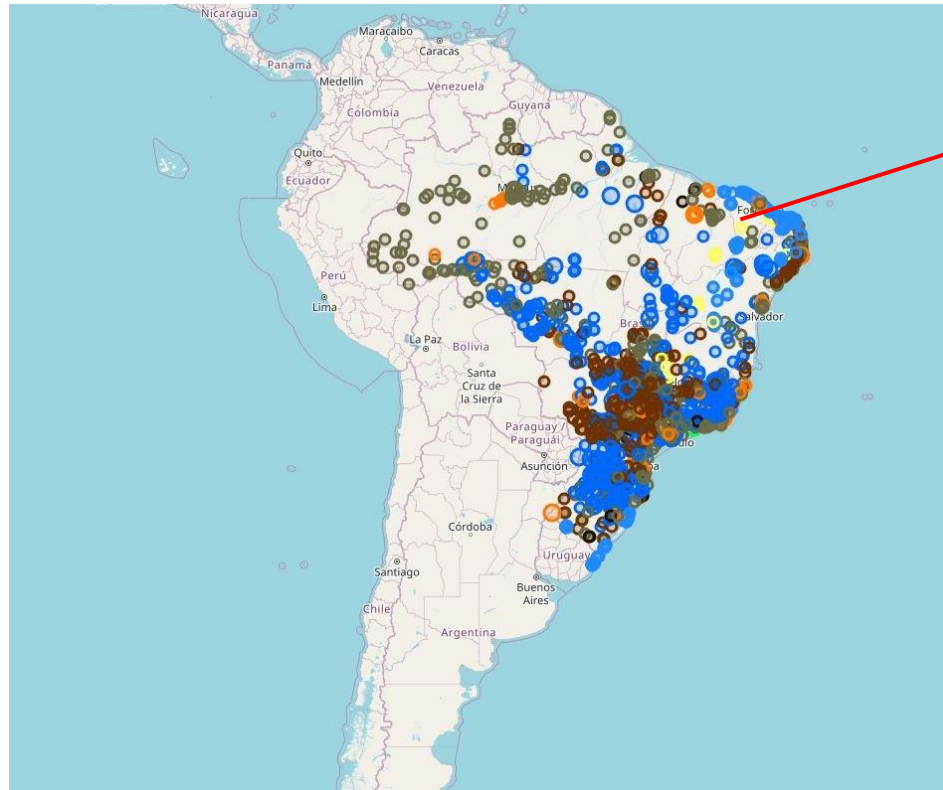 Nicaragua
Maracaibo
Caracas
Panamá
Medellín
Venezuela
Guyana
Colombia
Quito
Ecuador
Perú
Lima
Salvador
La Paz
Bolivia
Santa
Cruz de
la Sierra
Paraguay /
Paraguái
Asunción
Córdoba
Uruguay
Santiago
Buenos
Aires
Chile
Argentina